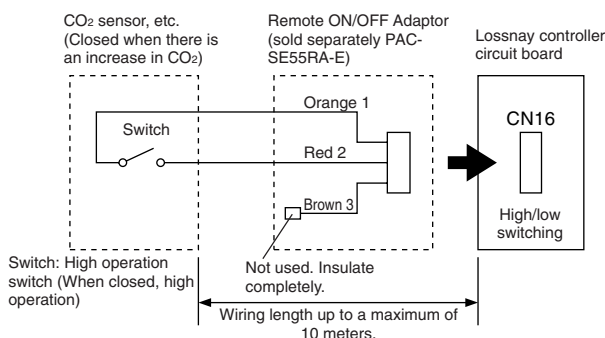 CO₂ sensor, etc.
(Closed when there is
an increase in CO₂)
Remote ON/OFF Adaptor
(sold separately PAC-
SE55RA-E)
Lossnay controller
circuit board
Orange 1
Switch
Red 2
Brown 3
CN16
High/low
switching
Switch: High operation
switch (When closed, high
operation)
Not used. Insulate
completely.
Wiring length up to a maximum of
10 meters.